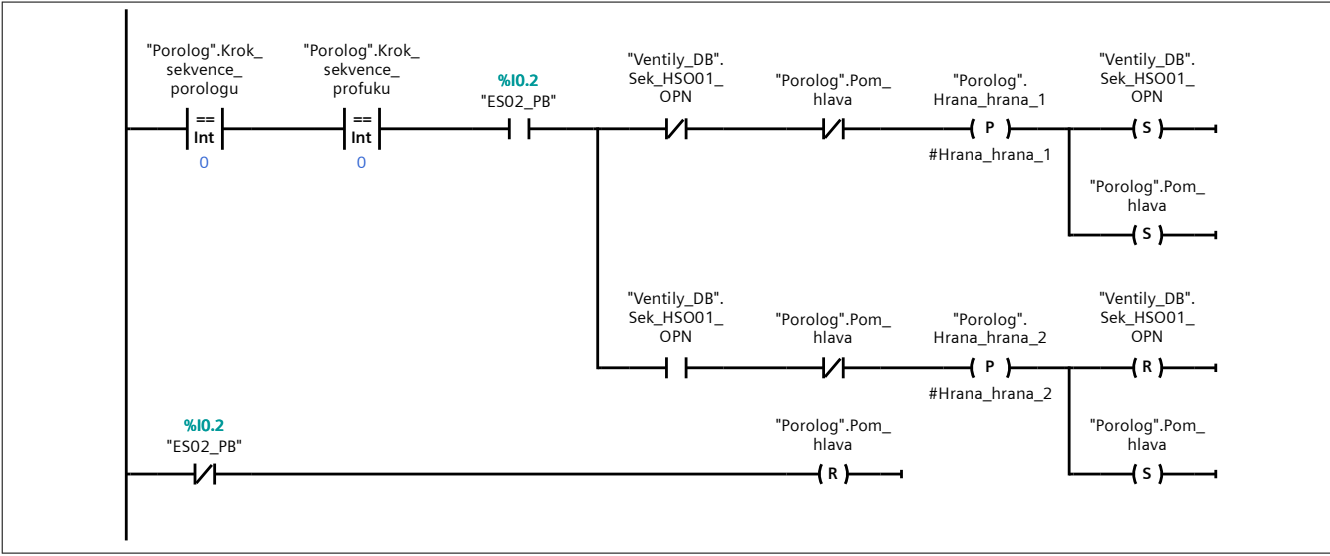 "Porolog".Krok_
sekvence_
porologu
==
Int
0
"Porolog".Krok_
sekvence_
profuku
==
Int
0
%I0.2
"ES02_PB"
"Ventily_DB".
Sek_HSO01_
OPN
"Porolog".Pom_
hlava
"Porolog".
Hrana_hrana_1
P
#Hrana_hrana_1
"Ventily_DB".
Sek_HSO01_
OPN
S
"Porolog".Pom_
hlava
S
"Ventily_DB".
Sek_HSO01_
OPN
"Porolog".Pom_
hlava
"Porolog".
Hrana_hrana_2
P
#Hrana_hrana_2
"Ventily_DB".
Sek_HSO01_
OPN
R
"Porolog".Pom_
hlava
S
%I0.2
"ES02_PB"
"Porolog".Pom_
hlava
R